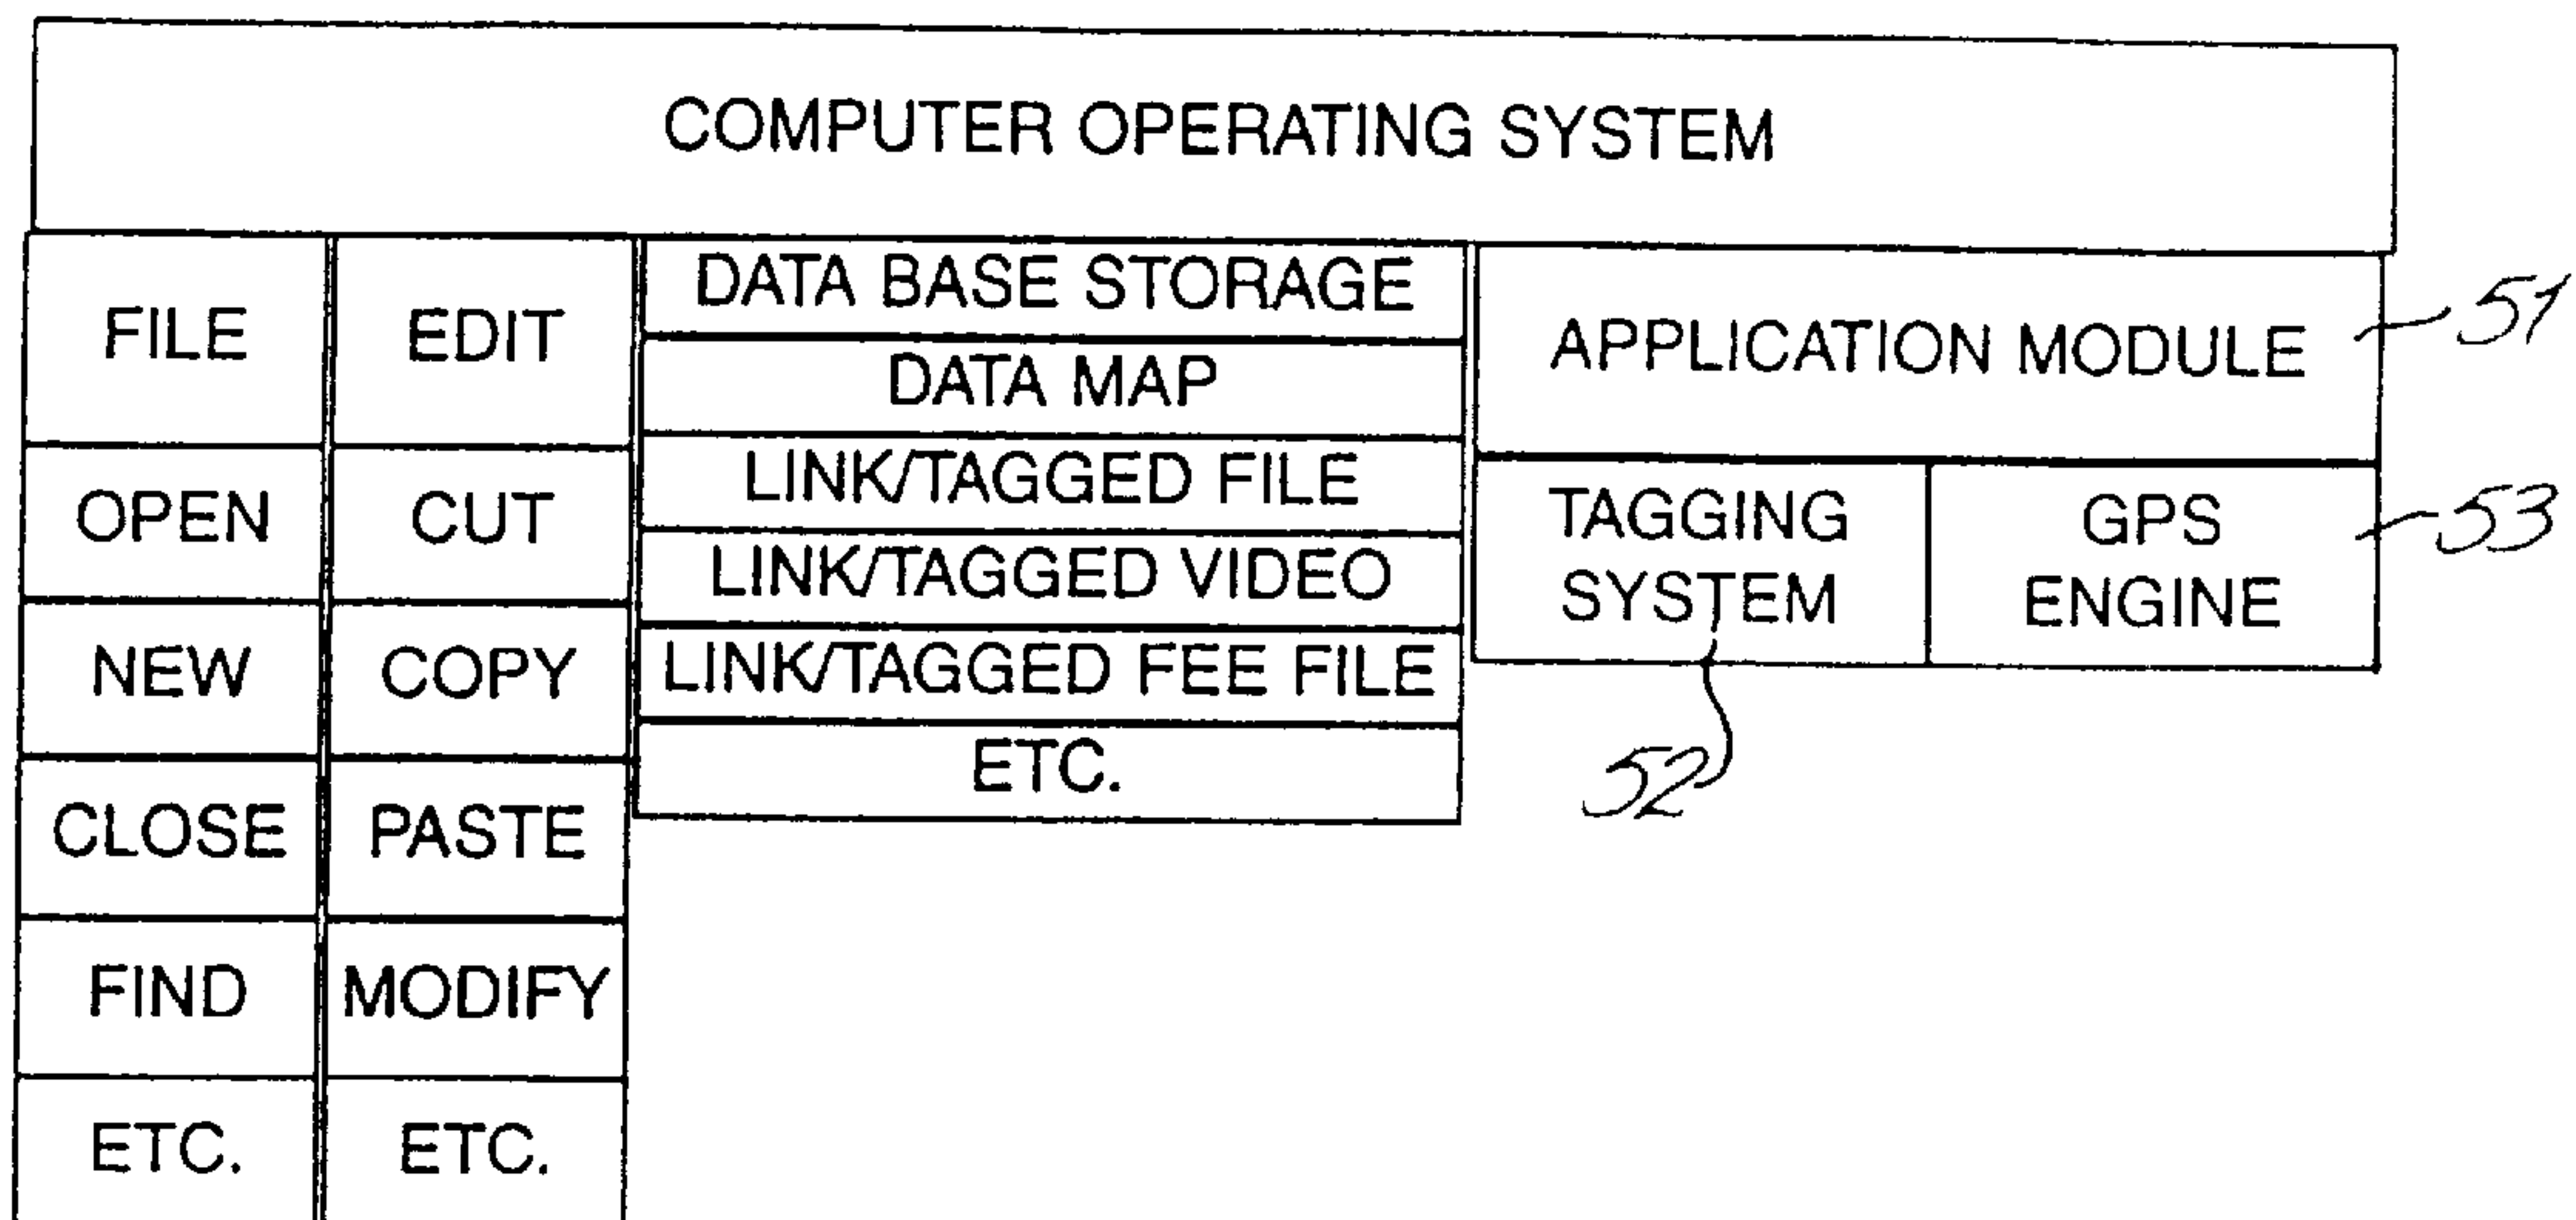 COMPUTER OPERATING SYSTEM
FILE
OPEN
NEW
CLOSE
FIND
ETC.
EDIT
CUT
COPY
PASTE
MODIFY
ETC.
DATA BASE STORAGE
DATA MAP
LINK/TAGGED FILE
LINK/TAGGED VIDEO
LINK/TAGGED FEE FILE
ETC.
APPLICATION MODULE
51
TAGGING
SYSTEM
52
GPS
ENGINE
53